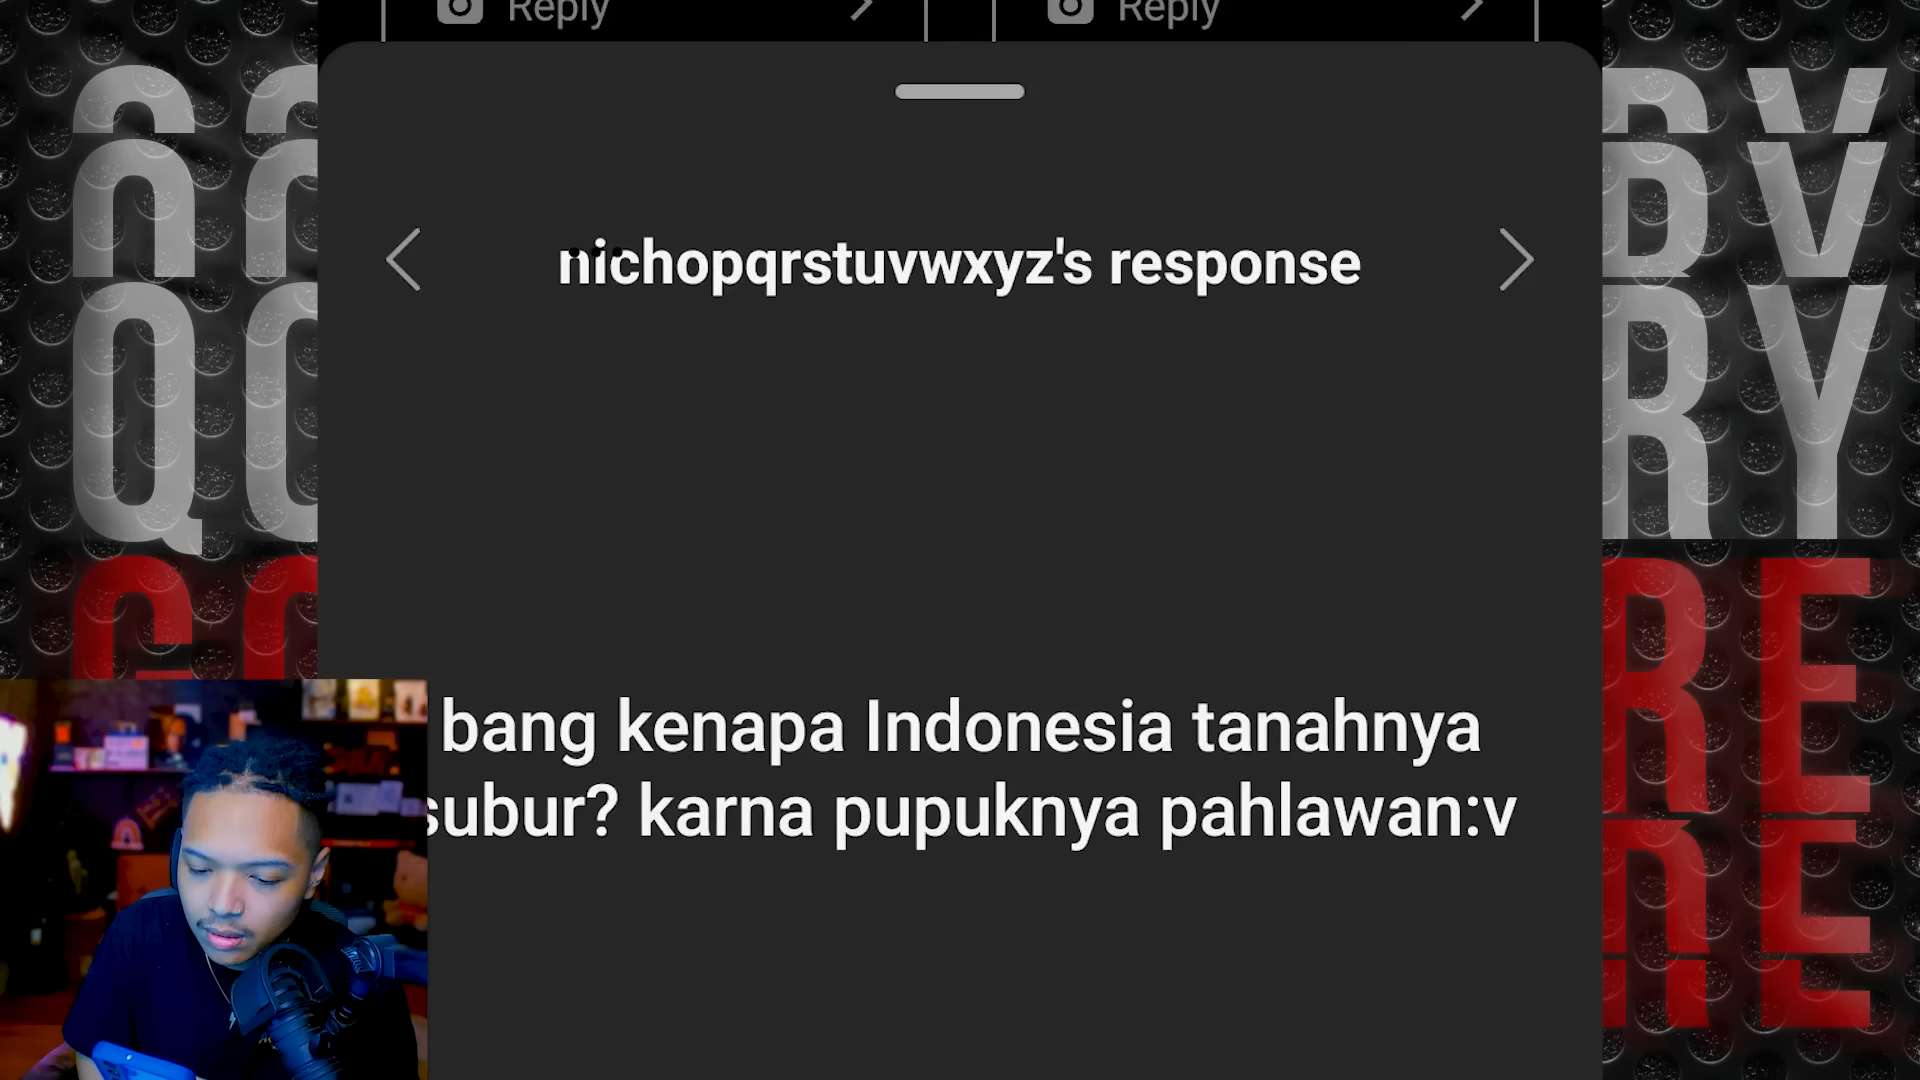 Reply
Reply
nichopqrstuvwxyz's response
bang kenapa Indonesia tanahnya
subur? karna pupuknya pahlawan:v